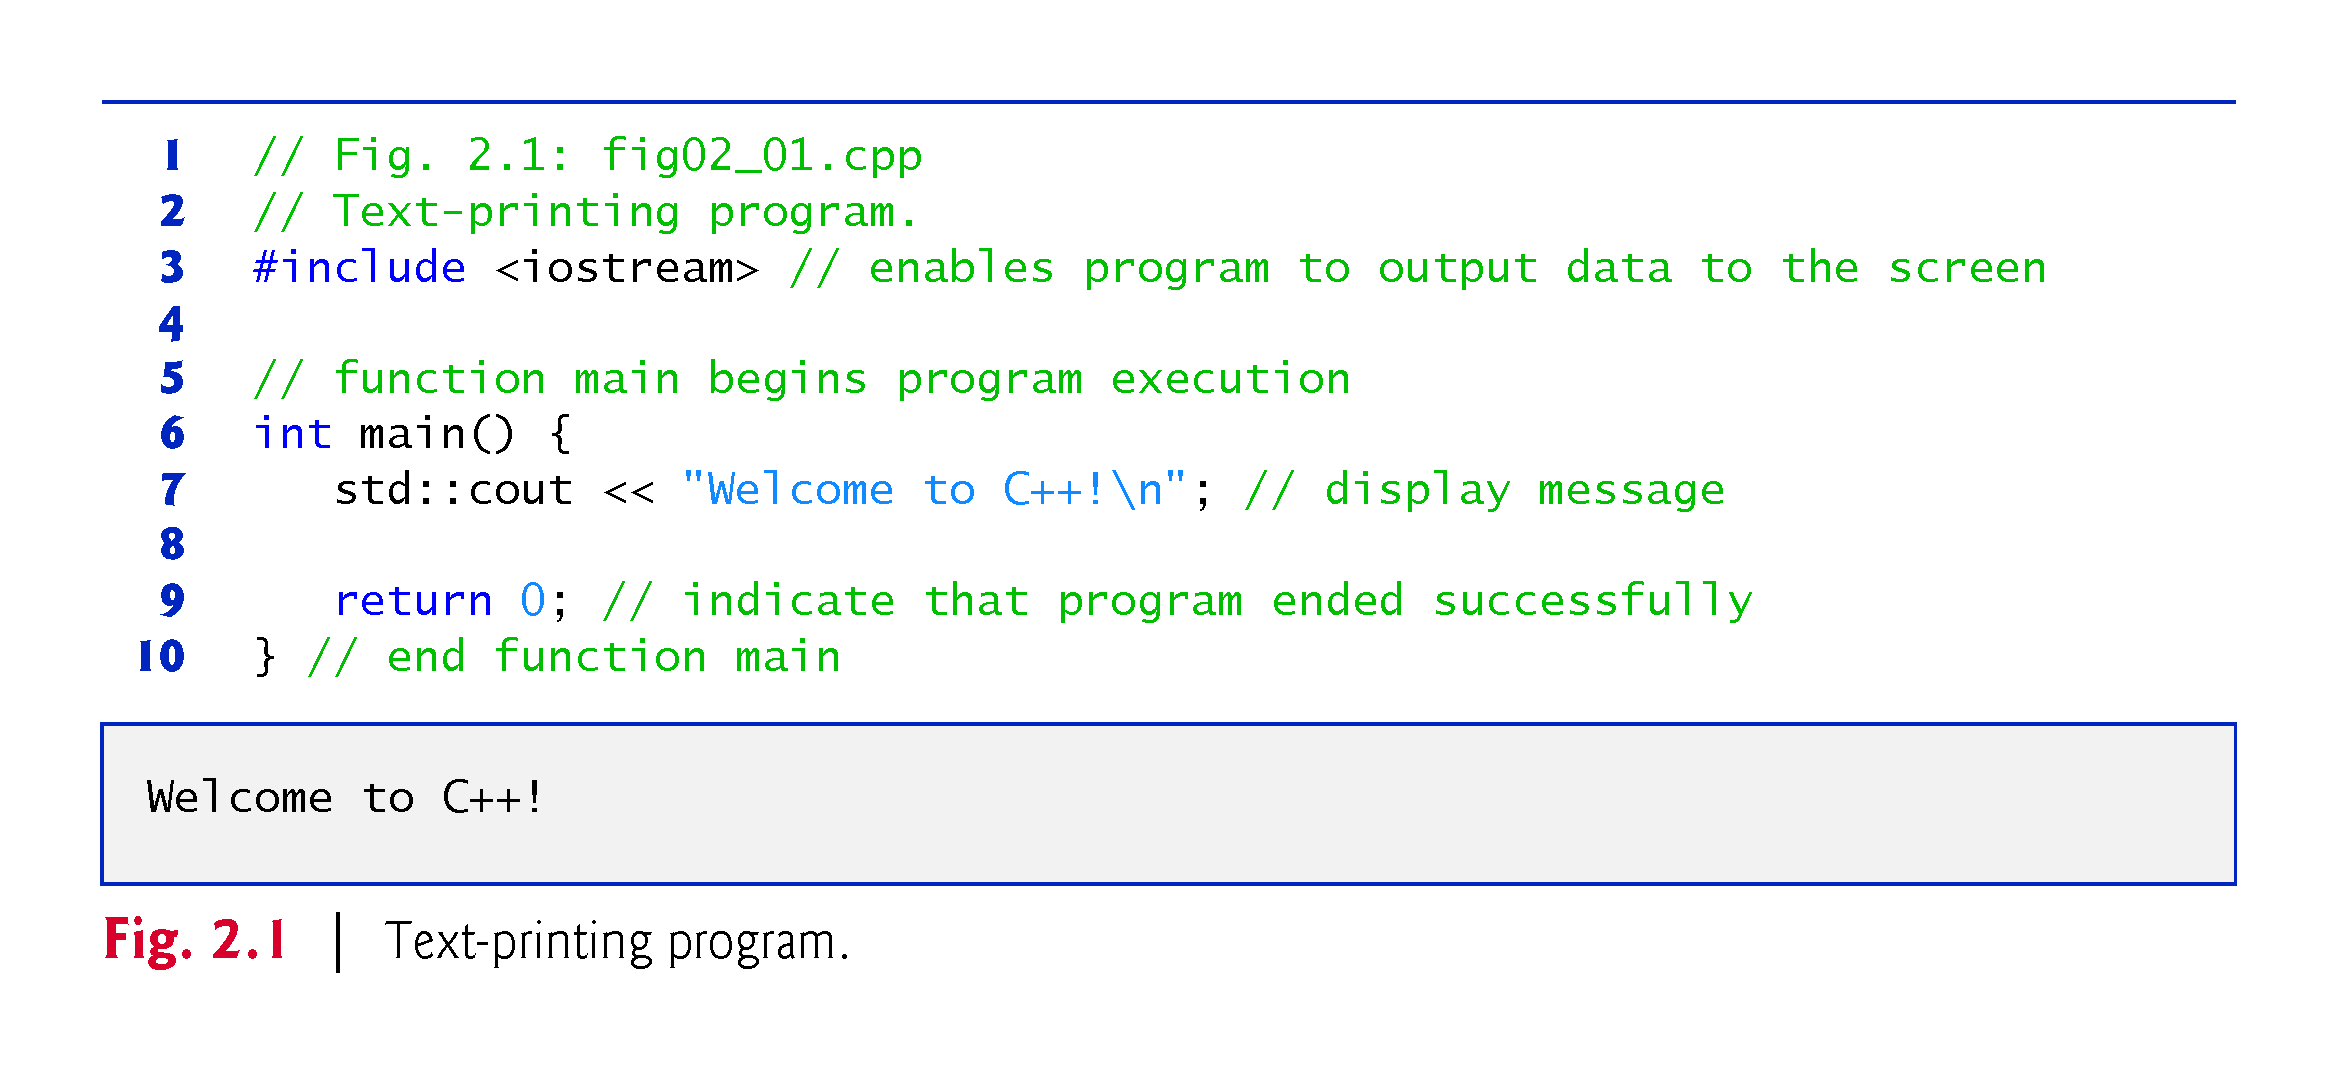 1 // Fig. 2.1: fig02_01.cpp
2 // Text-printing program.
3 #include <iostream> // enables program to output data to the screen
4
5 // function main begins program execution
6 int main() {
7    std::cout << "Welcome to C++!\n"; // display message
8
9    return 0; // indicate that program ended successfully
10 } // end function main
Welcome to C++!
Fig. 2.1 | Text-printing program.